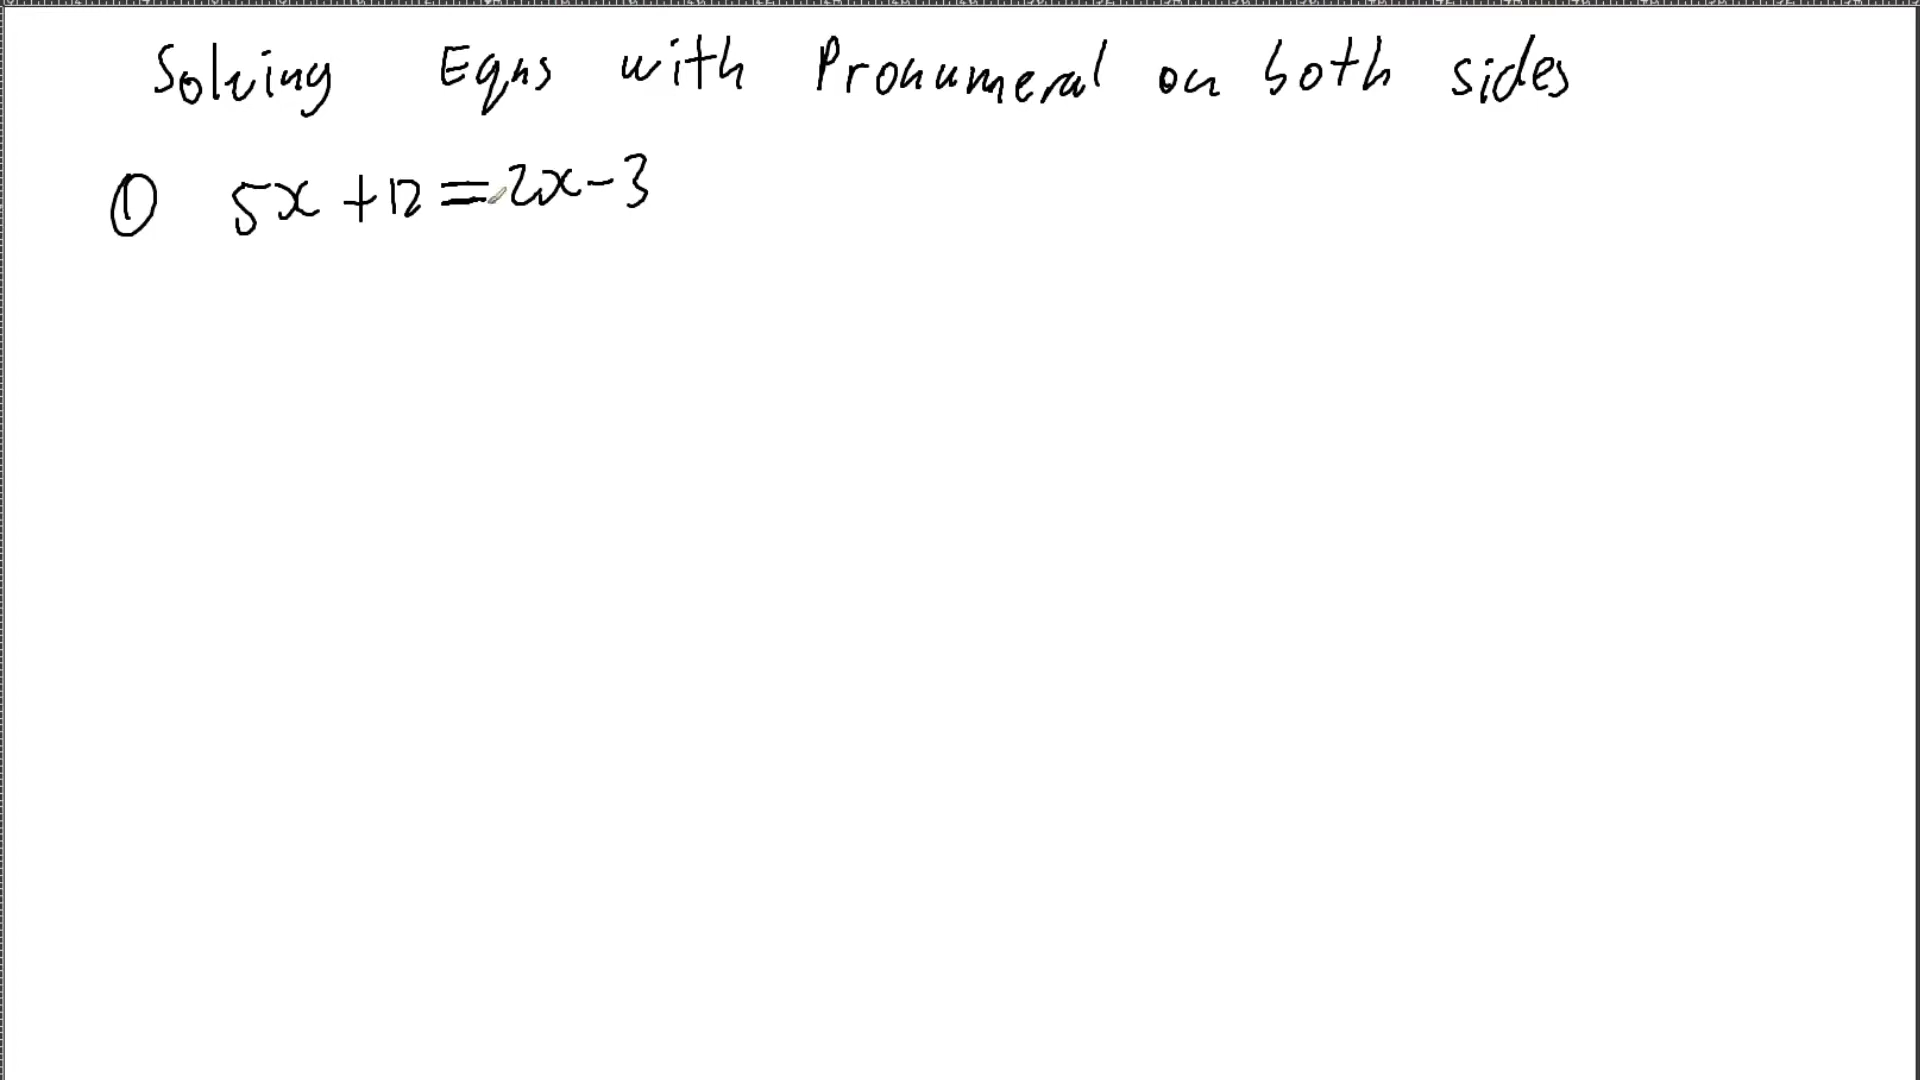 Solving Eqns with Pronumeral on both sides
① 5x + 12 = 2x - 3